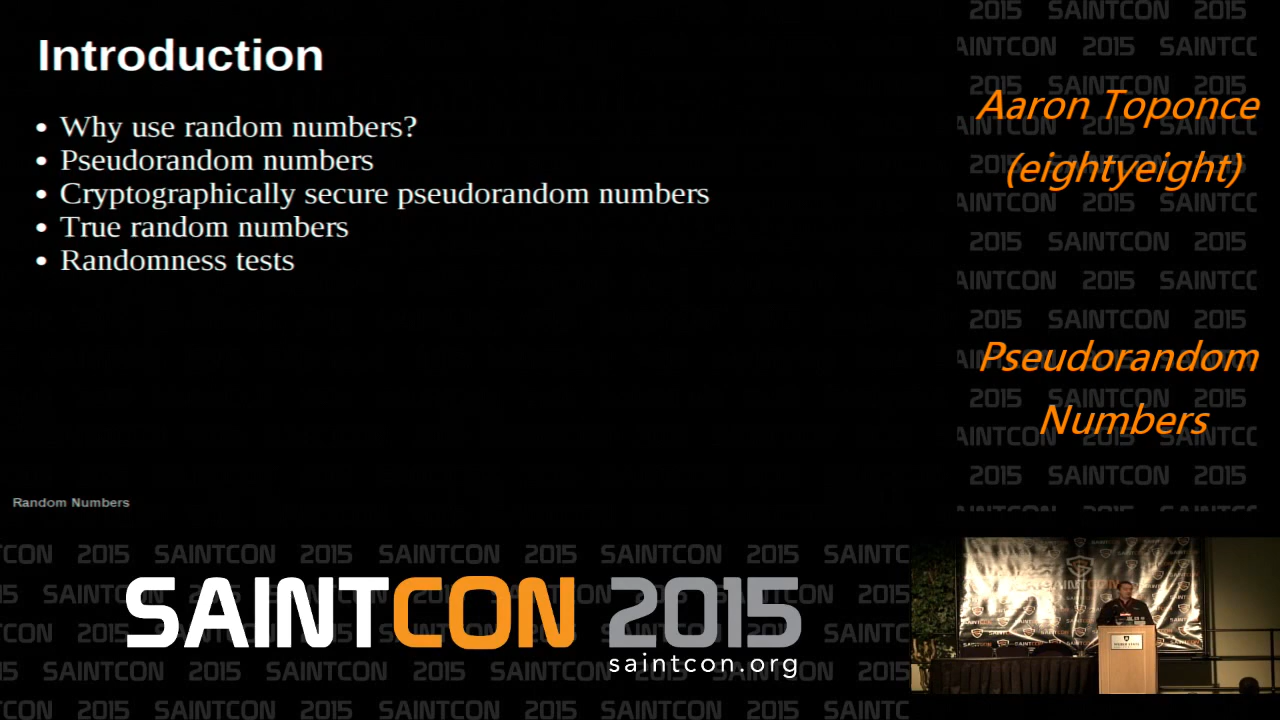 Introduction
Why use random numbers?
Pseudorandom numbers
Cryptographically secure pseudorandom numbers
True random numbers
Randomness tests
Random Numbers
Aaron Toponce
(eightyeight)
Pseudorandom
Numbers
SAINTCON 2015
saintcon.org